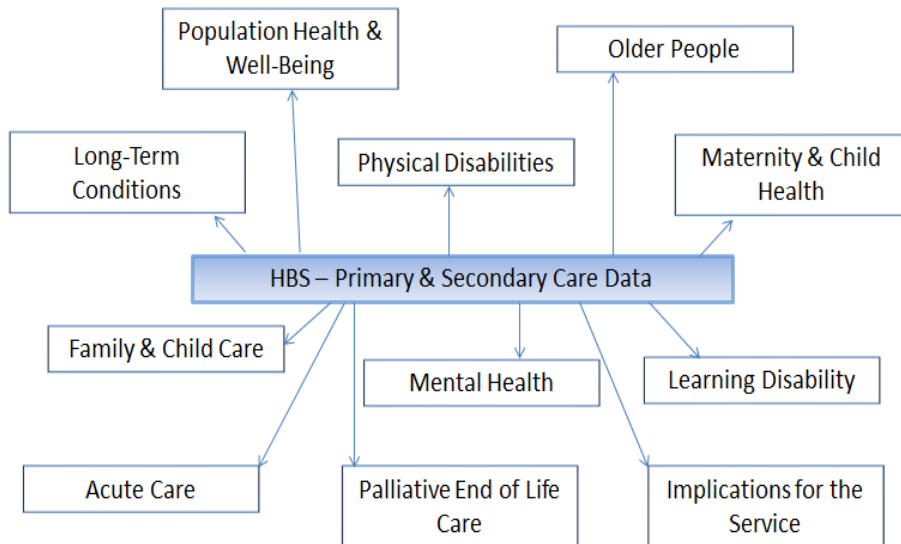 Population Health &
Well-Being
Older People
Long-Term
Conditions
Physical Disabilities
Maternity & Child
Health
HBS – Primary & Secondary Care Data
Family & Child Care
Mental Health
Learning Disability
Acute Care
Palliative End of Life
Care
Implications for the
Service